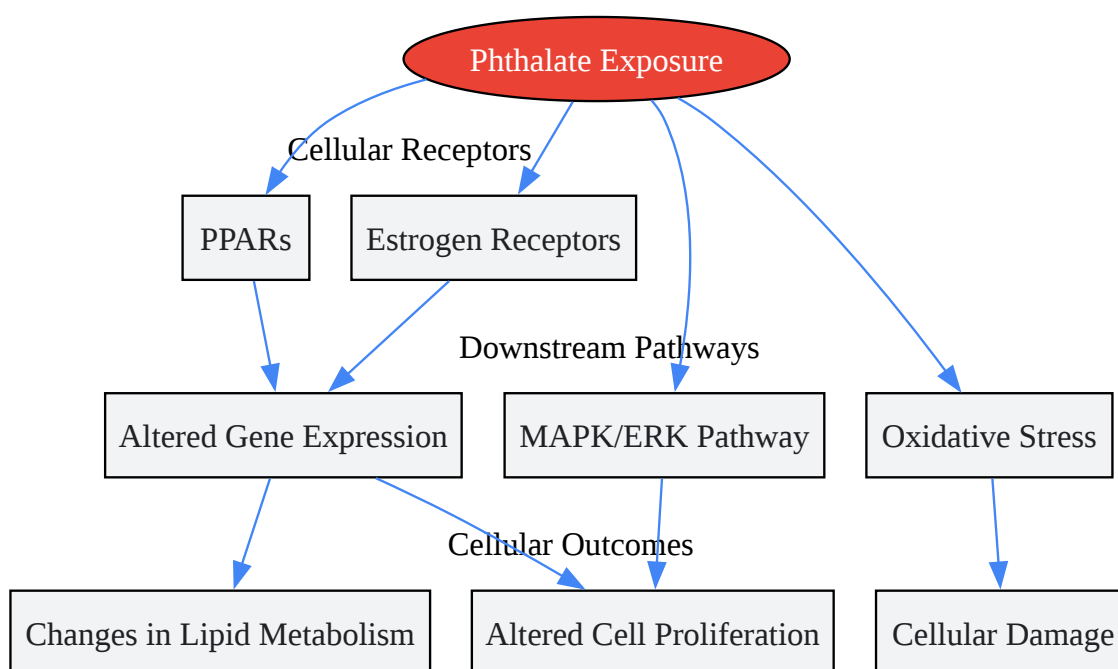 Phthalate Exposure
Cellular Receptors
PPARs
Estrogen Receptors
Downstream Pathways
Altered Gene Expression
MAPK/ERK Pathway
Oxidative Stress
Cellular Outcomes
Changes in Lipid Metabolism
Altered Cell Proliferation
Cellular Damage